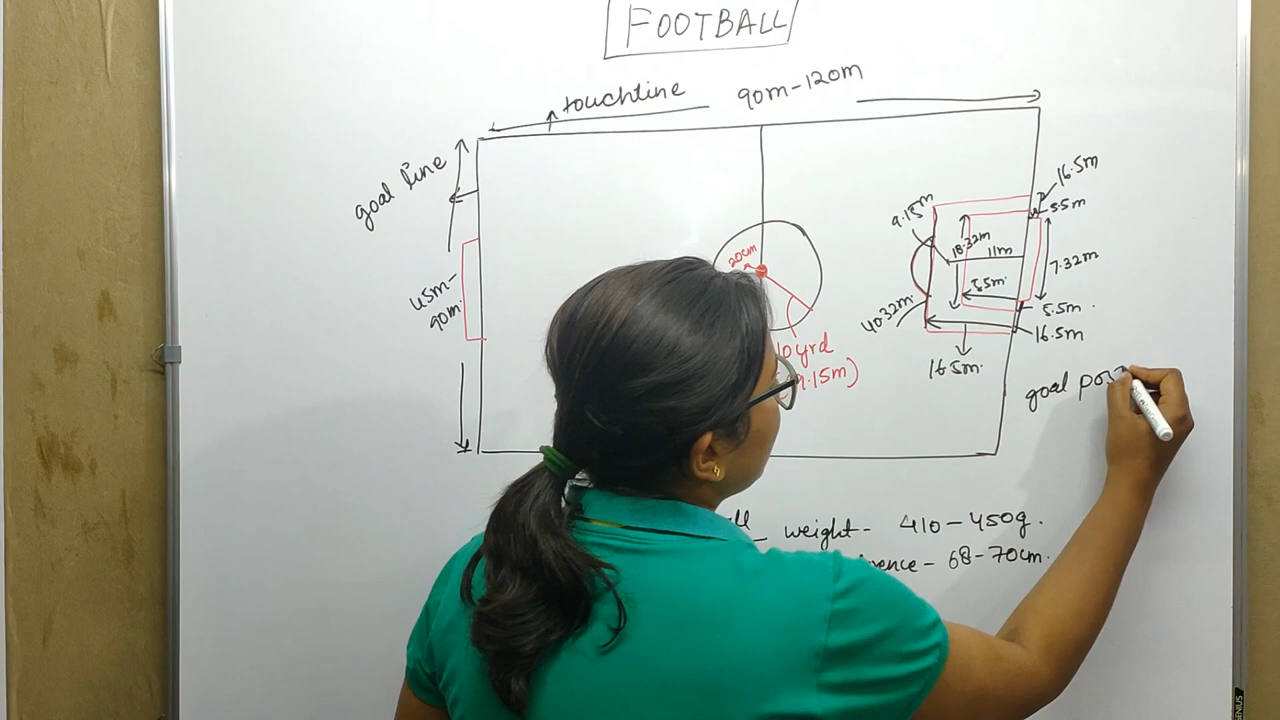 FOOTBALL
touchline 90m-120m
goal line
45m-
90m.
20cm
10yrd
9.15m)
9.15m
18.32m
11m
5.5m.
40.32m.
16.5m.
16.5m
5.5m
7.32m
5.5m.
16.5m
goal
weight- 410-450g.
68-70cm.
GENIUS